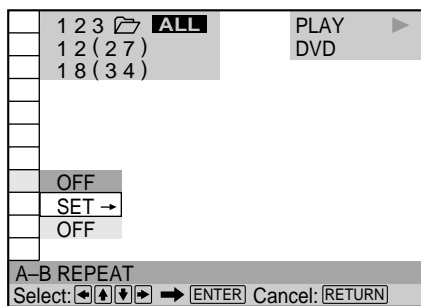 1 2 3 ALL PLAY
1 2 ( 2 7 ) DVD
1 8 ( 3 4 )
OFF
SET →
OFF
A–B REPEAT
Select: ←↑↓→ ➡ ENTER Cancel: RETURN